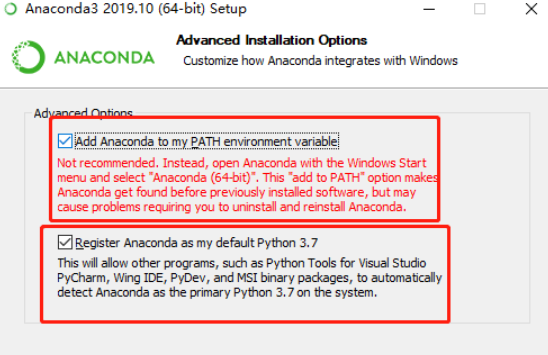 Anaconda3 2019.10 (64-bit) Setup
ANACONDA
Advanced Installation Options
Customize how Anaconda integrates with Windows
Advanced Options
Add Anaconda to my PATH environment variable
Not recommended. Instead, open Anaconda with the Windows Start
menu and select "Anaconda (64-bit)". This "add to PATH" option makes
Anaconda get found before previously installed software, but may
cause problems requiring you to uninstall and reinstall Anaconda.
Register Anaconda as my default Python 3.7
This will allow other programs, such as Python Tools for Visual Studio
PyCharm, Wing IDE, PyDev, and MSI binary packages, to automatically
detect Anaconda as the primary Python 3.7 on the system.